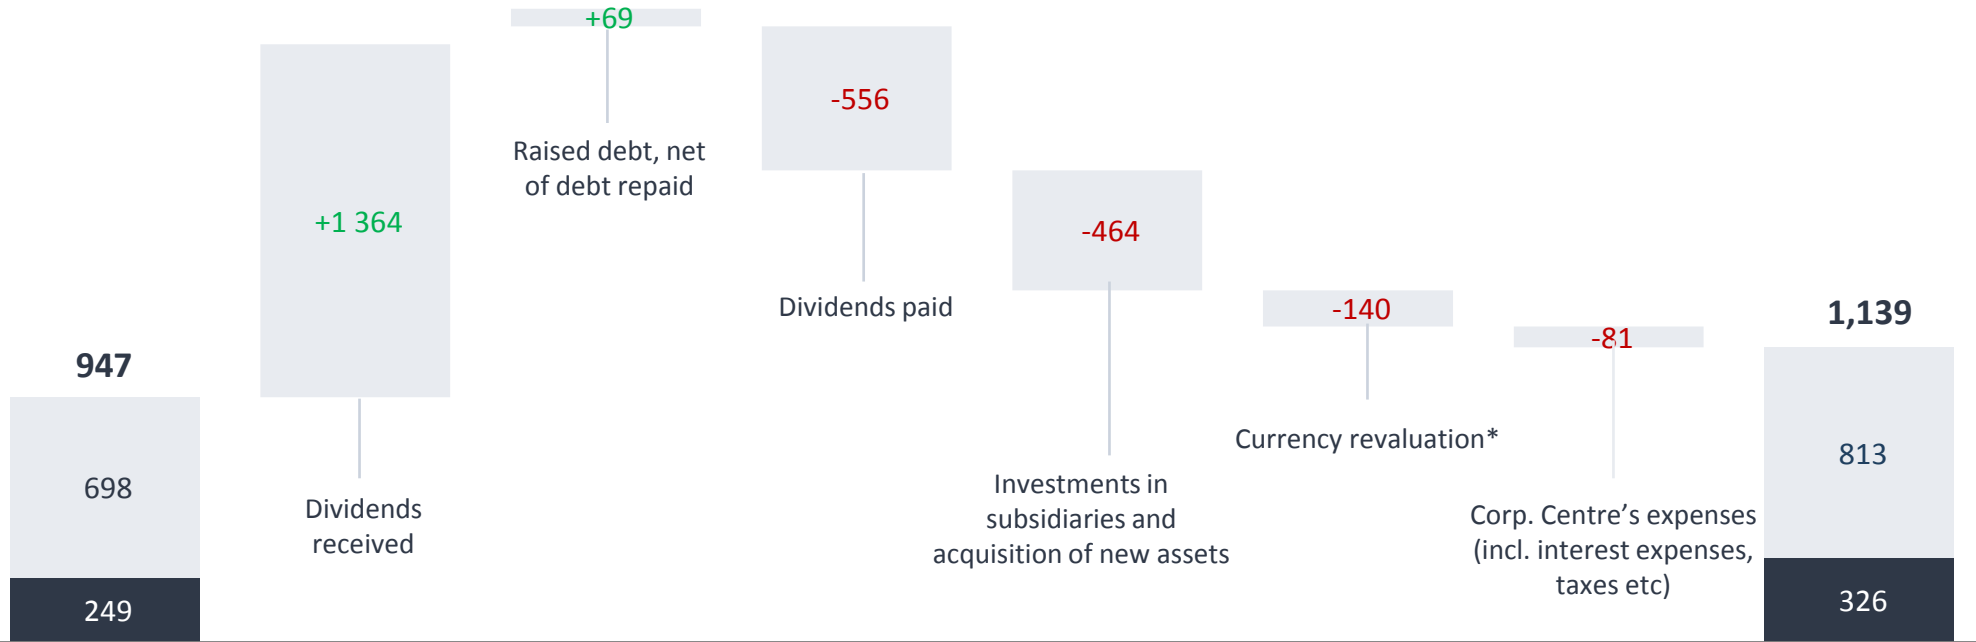 +69
-556
Raised debt, net
of debt repaid
+1 364
-464
Dividends paid
-140
1,139
-81
947
Currency revaluation*
813
698
Investments in
subsidiaries and
acquisition of new assets
Dividends
received
Corp. Centre’s expenses
(incl. interest expenses,
taxes etc)
249
326